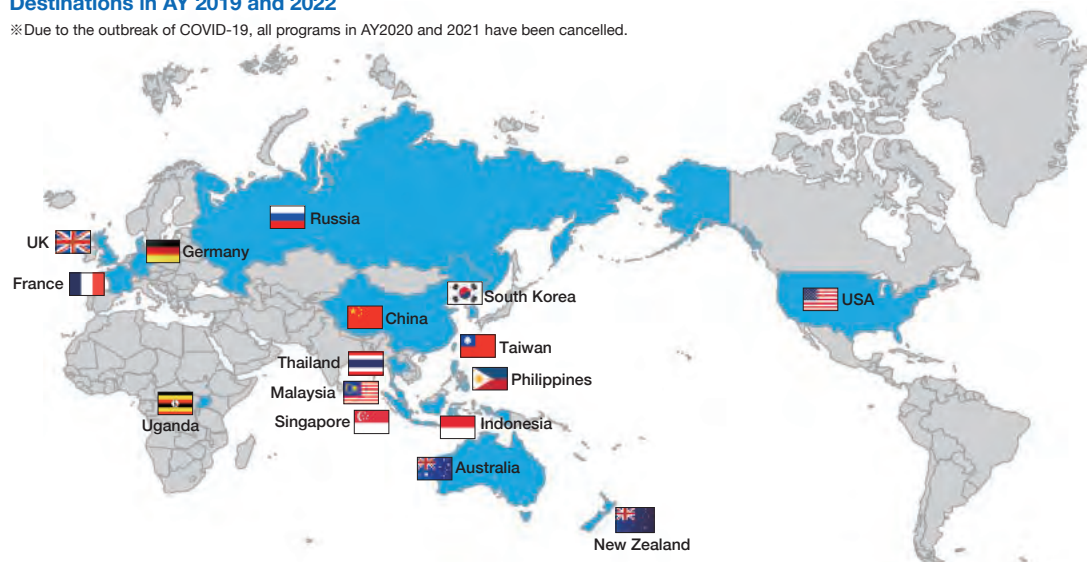 Destinations in AY 2019 and 2022
※Due to the outbreak of COVID-19, all programs in AY2020 and 2021 have been cancelled.
Russia
UK
Germany
France
South Korea
USA
China
Taiwan
Thailand
Philippines
Malaysia
Singapore
Indonesia
Uganda
Australia
New Zealand